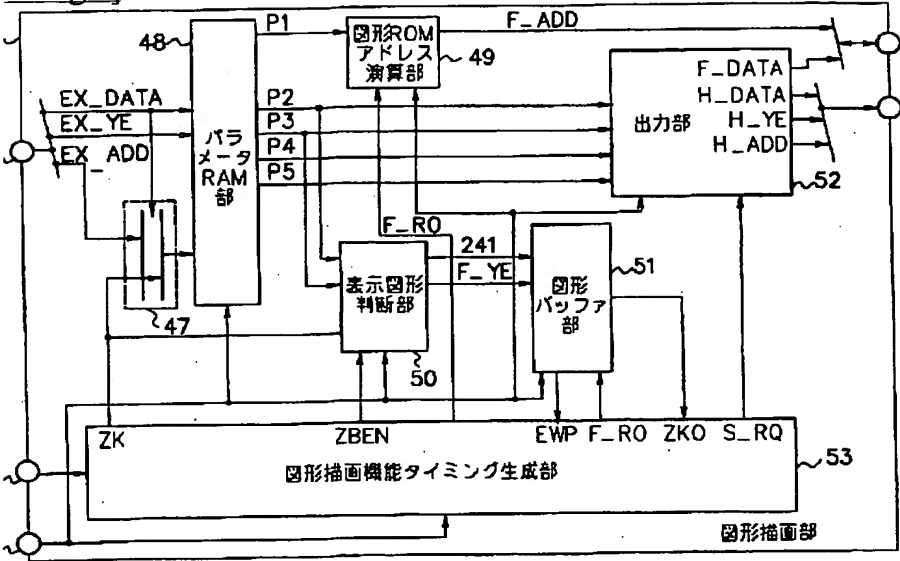 P1
F_ADD
48
図形ROM
アドレス
演算部
49
F_DATA
EX_DATA
P2
H_DATA
EX_YE
P3
出力部
H_YE
EX_ADD
パラ
メータ
RAM
部
P4
H_ADD
P5
52
F_RO
241
51
F_YE
表示図形
判断部
図形
バッファ
部
47
50
ZK
ZBEN
EWP
F_RO
ZKO
S_RQ
53
図形描画機能タイミング生成部
図形描画部